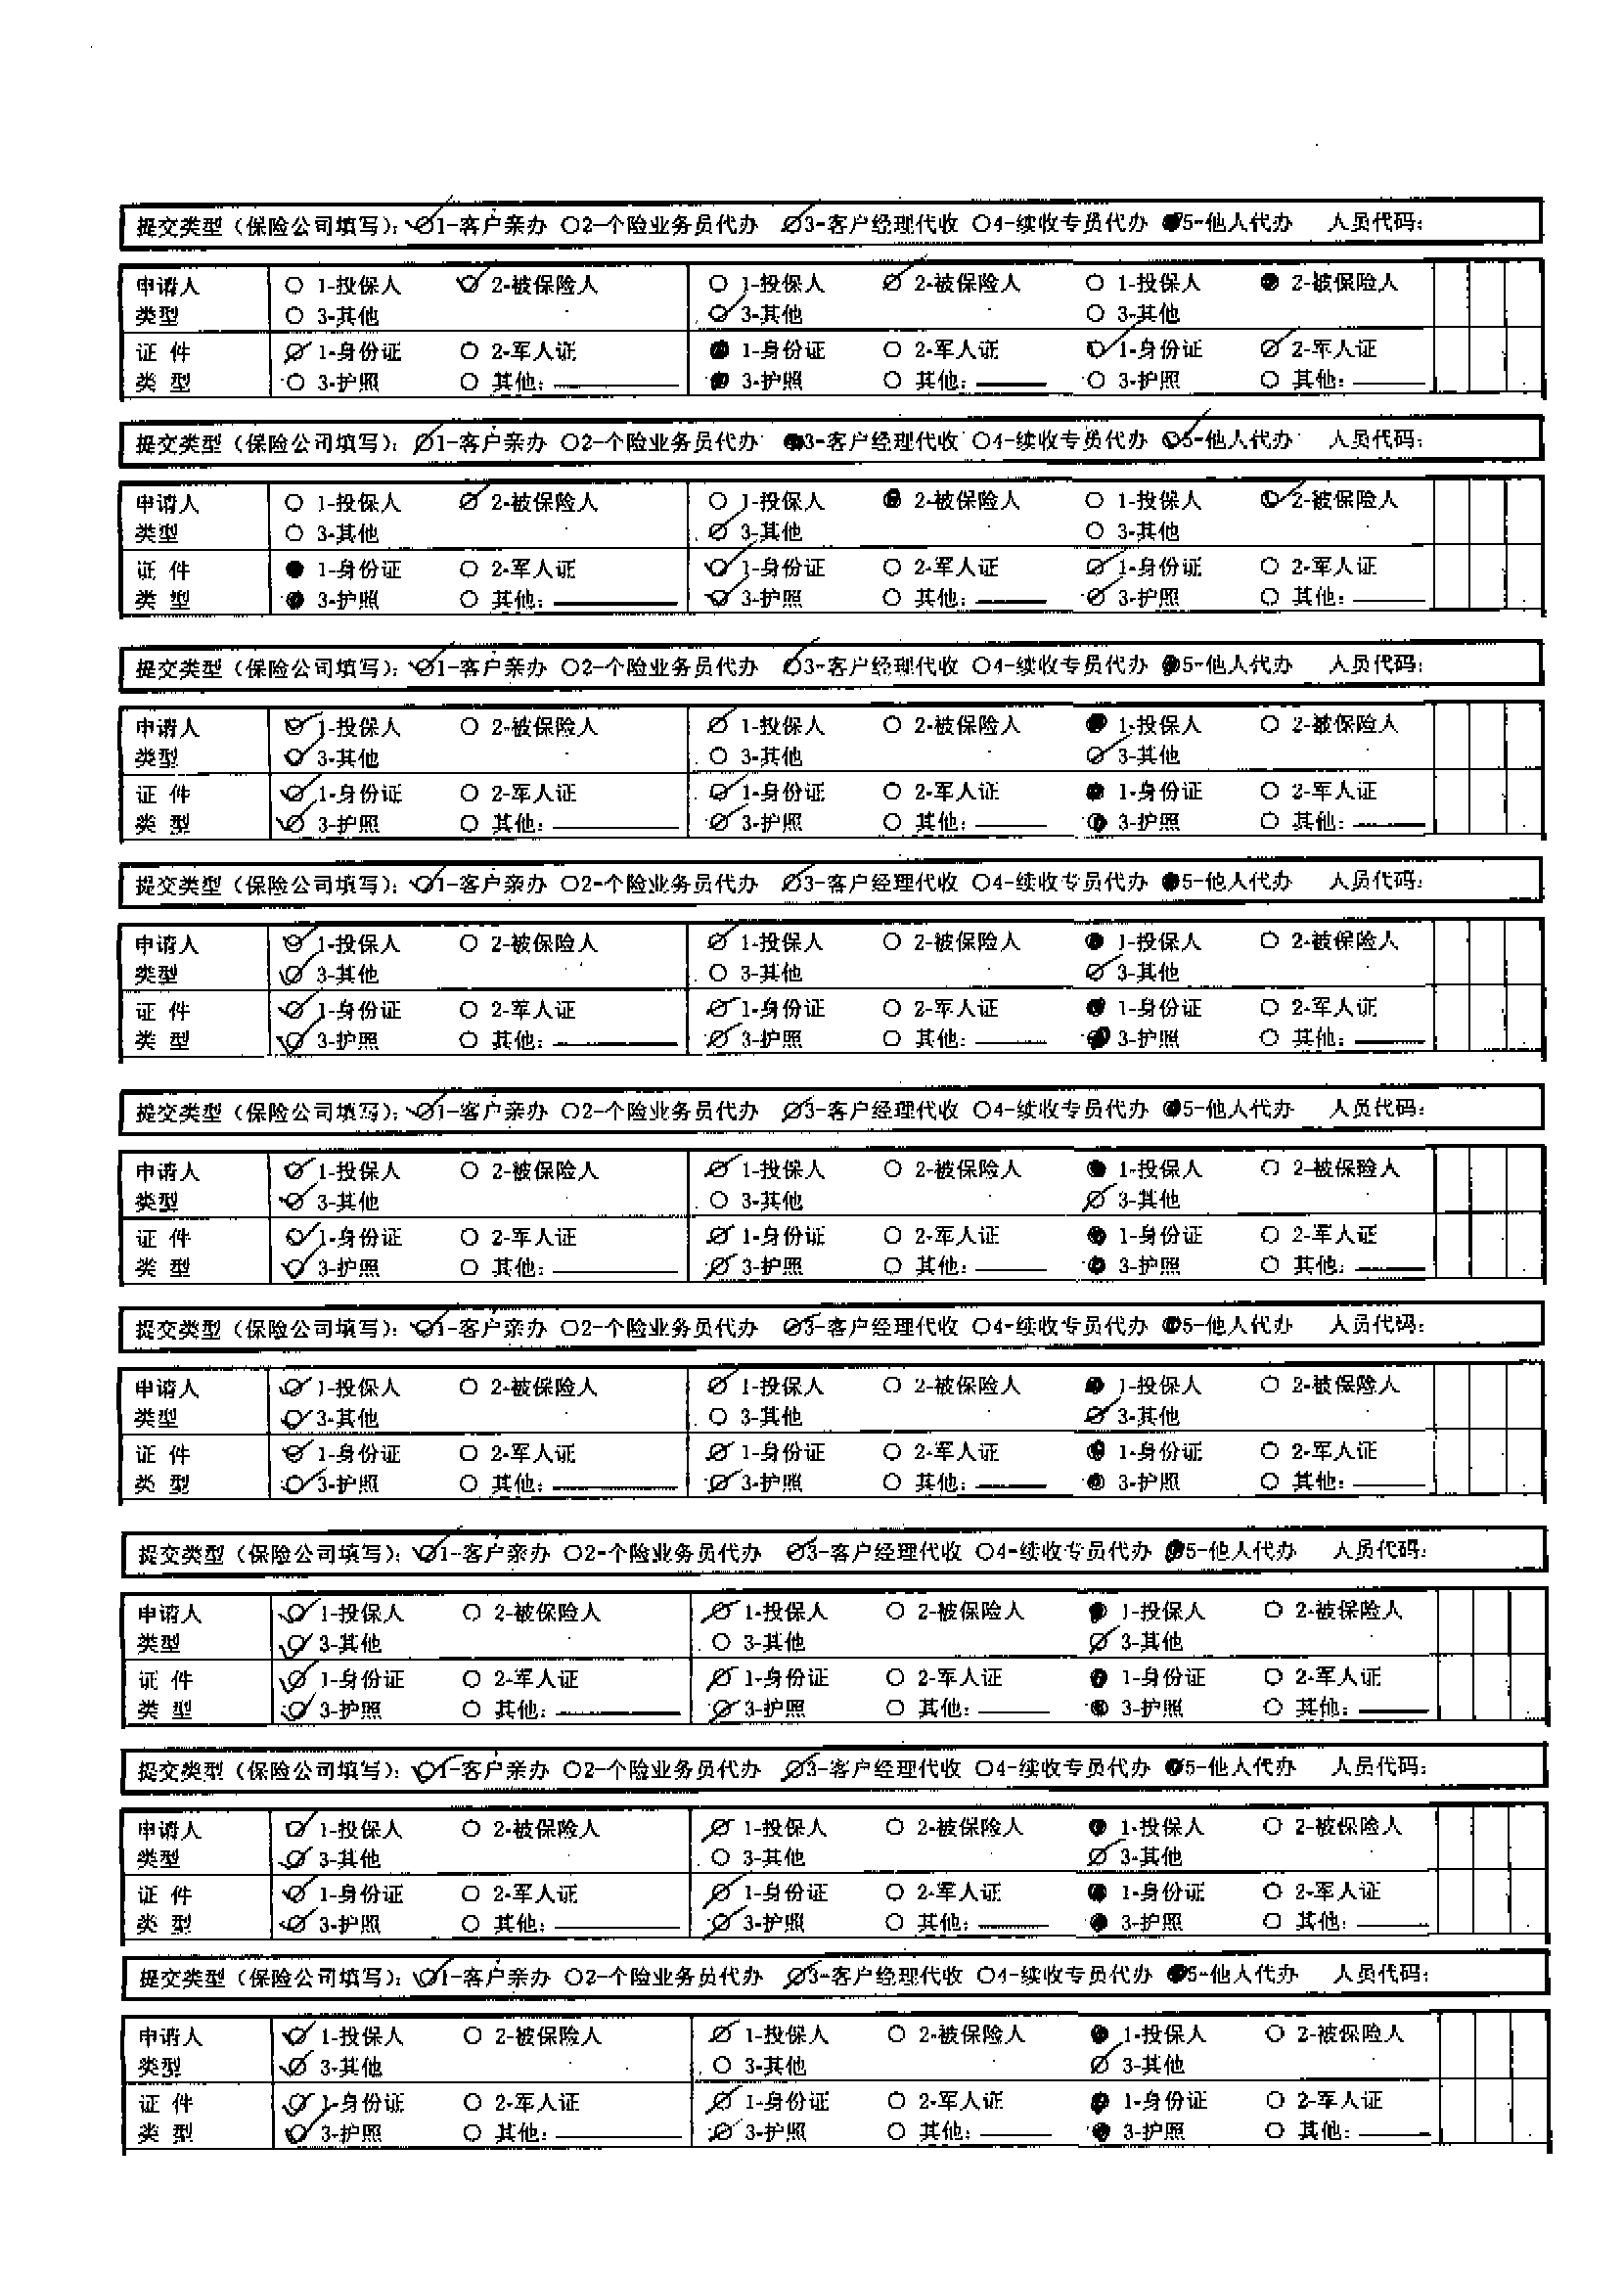 提交类型（保险公司填写）： 1-客户亲办 2-个险业务员代办 3-客户经理代收 4-续收专员代办 5-他人代办 人员代码：
申请人 1-投保人 2-被保险人 1-投保人 2-被保险人 1-投保人 2-被保险人
类型 3-其他 3-其他 3-其他
证 件 1-身份证 2-军人证 1-身份证 2-军人证 1-身份证 2-军人证
类 型 3-护照 其他： 3-护照 其他： 3-护照 其他：
提交类型（保险公司填写）： 1-客户亲办 2-个险业务员代办 3-客户经理代收 4-续收专员代办 5-他人代办 人员代码：
申请人 1-投保人 2-被保险人 1-投保人 2-被保险人 1-投保人 2-被保险人
类型 3-其他 3-其他 3-其他
证 件 1-身份证 2-军人证 1-身份证 2-军人证 1-身份证 2-军人证
类 型 3-护照 其他： 3-护照 其他： 3-护照 其他：
提交类型（保险公司填写）： 1-客户亲办 2-个险业务员代办 3-客户经理代收 4-续收专员代办 5-他人代办 人员代码：
申请人 1-投保人 2-被保险人 1-投保人 2-被保险人 1-投保人 2-被保险人
类型 3-其他 3-其他 3-其他
证 件 1-身份证 2-军人证 1-身份证 2-军人证 1-身份证 2-军人证
类 型 3-护照 其他： 3-护照 其他： 3-护照 其他：
提交类型（保险公司填写）： 1-客户亲办 2-个险业务员代办 3-客户经理代收 4-续收专员代办 5-他人代办 人员代码：
申请人 1-投保人 2-被保险人 1-投保人 2-被保险人 1-投保人 2-被保险人
类型 3-其他 3-其他 3-其他
证 件 1-身份证 2-军人证 1-身份证 2-军人证 1-身份证 2-军人证
类 型 3-护照 其他： 3-护照 其他： 3-护照 其他：
提交类型（保险公司填写）： 1-客户亲办 2-个险业务员代办 3-客户经理代收 4-续收专员代办 5-他人代办 人员代码：
申请人 1-投保人 2-被保险人 1-投保人 2-被保险人 1-投保人 2-被保险人
类型 3-其他 3-其他 3-其他
证 件 1-身份证 2-军人证 1-身份证 2-军人证 1-身份证 2-军人证
类 型 3-护照 其他： 3-护照 其他： 3-护照 其他：
提交类型（保险公司填写）： 1-客户亲办 2-个险业务员代办 3-客户经理代收 4-续收专员代办 5-他人代办 人员代码：
申请人 1-投保人 2-被保险人 1-投保人 2-被保险人 1-投保人 2-被保险人
类型 3-其他 3-其他 3-其他
证 件 1-身份证 2-军人证 1-身份证 2-军人证 1-身份证 2-军人证
类 型 3-护照 其他： 3-护照 其他： 3-护照 其他：
提交类型（保险公司填写）： 1-客户亲办 2-个险业务员代办 3-客户经理代收 4-续收专员代办 5-他人代办 人员代码：
申请人 1-投保人 2-被保险人 1-投保人 2-被保险人 1-投保人 2-被保险人
类型 3-其他 3-其他 3-其他
证 件 1-身份证 2-军人证 1-身份证 2-军人证 1-身份证 2-军人证
类 型 3-护照 其他： 3-护照 其他： 3-护照 其他：
提交类型（保险公司填写）： 1-客户亲办 2-个险业务员代办 3-客户经理代收 4-续收专员代办 5-他人代办 人员代码：
申请人 1-投保人 2-被保险人 1-投保人 2-被保险人 1-投保人 2-被保险人
类型 3-其他 3-其他 3-其他
证 件 1-身份证 2-军人证 1-身份证 2-军人证 1-身份证 2-军人证
类 型 3-护照 其他： 3-护照 其他： 3-护照 其他：
提交类型（保险公司填写）： 1-客户亲办 2-个险业务员代办 3-客户经理代收 4-续收专员代办 5-他人代办 人员代码：
申请人 1-投保人 2-被保险人 1-投保人 2-被保险人 1-投保人 2-被保险人
类型 3-其他 3-其他 3-其他
证 件 1-身份证 2-军人证 1-身份证 2-军人证 1-身份证 2-军人证
类 型 3-护照 其他： 3-护照 其他： 3-护照 其他：